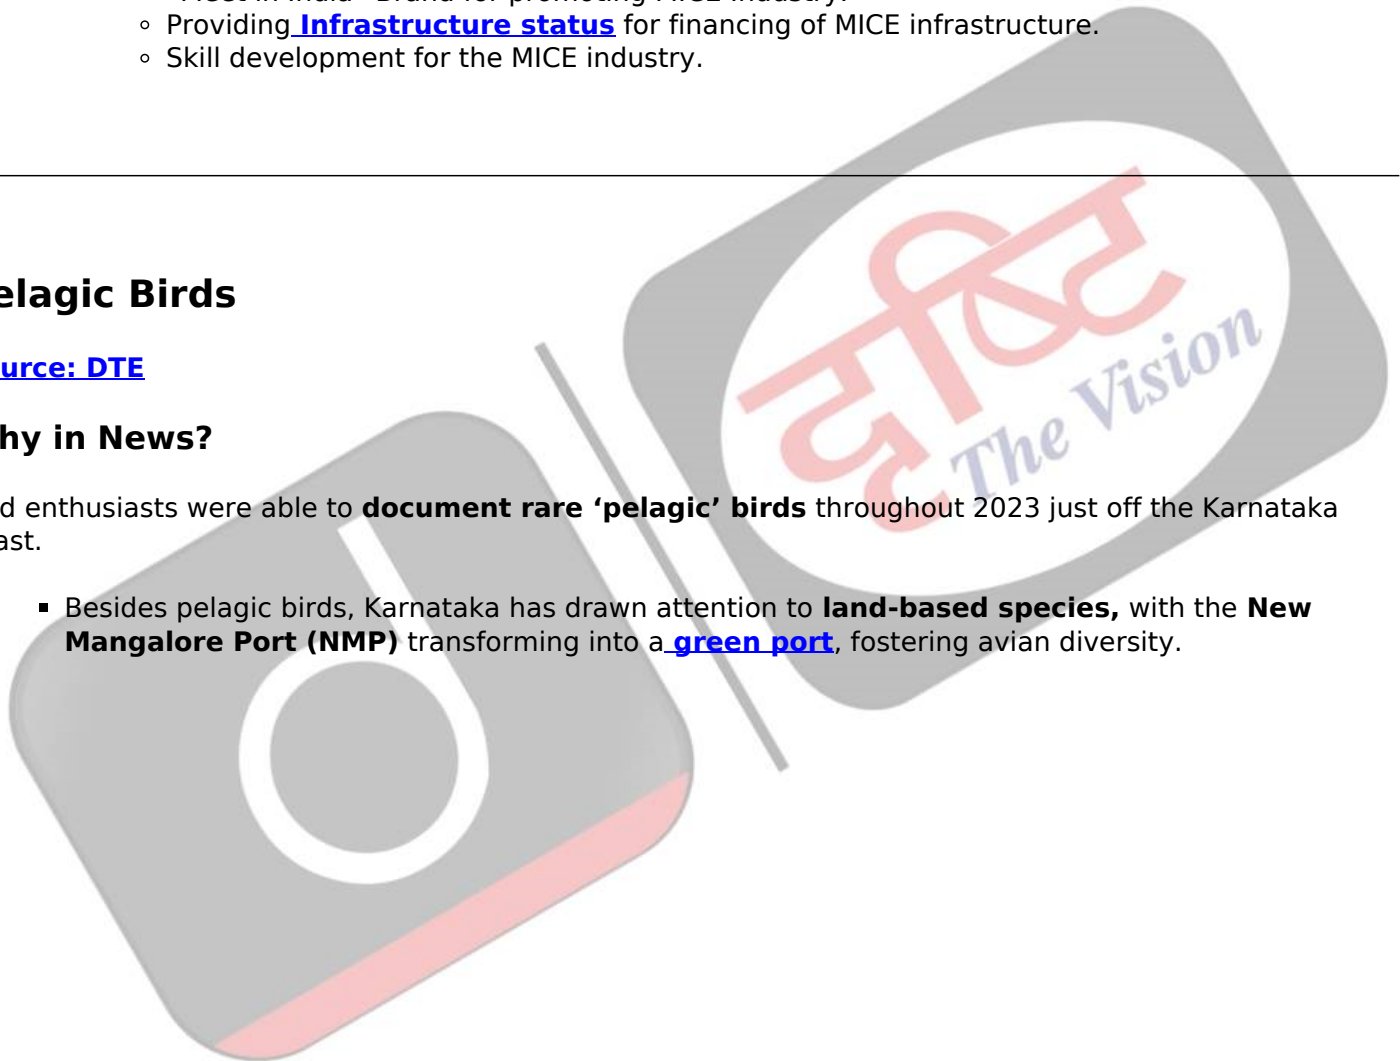 Providing Infrastructure status for financing of MICE infrastructure.
Skill development for the MICE industry.
elagic Birds
urce: DTE
hy in News?
d enthusiasts were able to document rare ‘pelagic’ birds throughout 2023 just off the Karnataka
ast.
Besides pelagic birds, Karnataka has drawn attention to land-based species, with the New
Mangalore Port (NMP) transforming into a green port, fostering avian diversity.
दृष्टि
The Vision
d